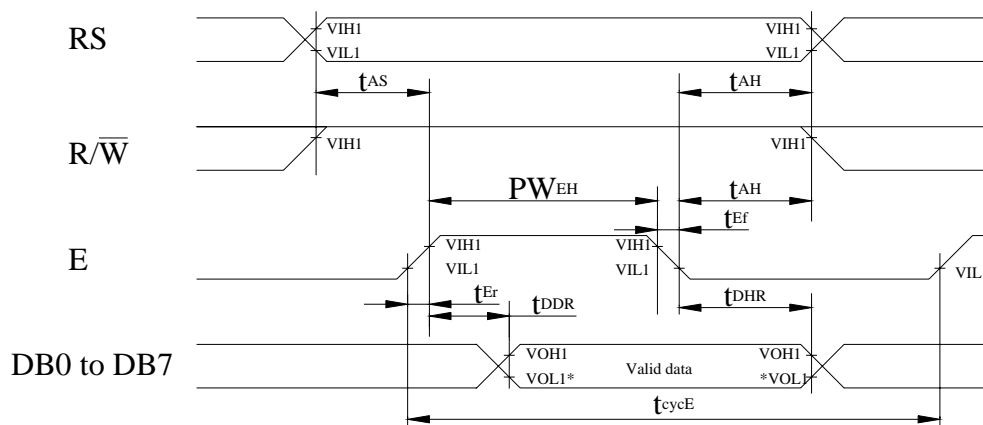 RS VIH1 VIH1
VIL1 VIL1
tAS tAH
R/W̅ VIH1 VIH1
PWEH tAH
tEf
E VIH1 VIH1
VIL1 VIL1 VIL
tEr tDDR tDHR
DB0 to DB7 VOH1 Valid data VOH1
VOL1* *VOL1
tcycE